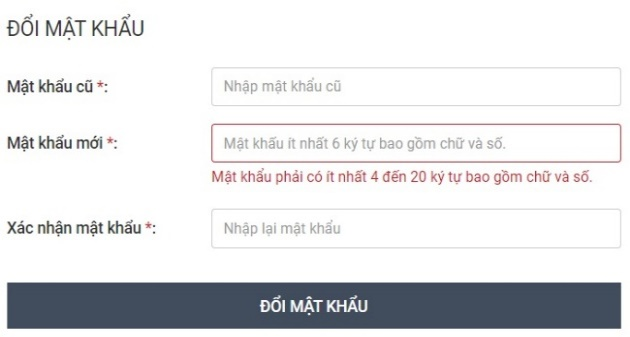 ĐỔI MẬT KHẨU
Mật khẩu cũ *:
Nhập mật khẩu cũ
Mật khẩu mới *:
Mật khẩu ít nhất 6 ký tự bao gồm chữ và số.
Mật khẩu phải có ít nhất 4 đến 20 ký tự bao gồm chữ và số.
Xác nhận mật khẩu *:
Nhập lại mật khẩu
ĐỔI MẬT KHẨU